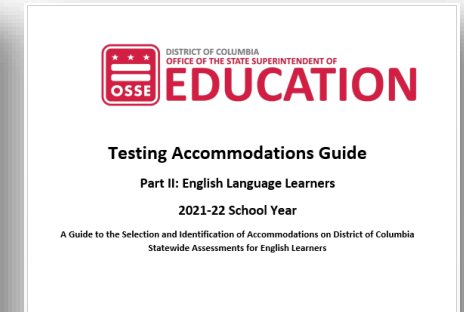 DISTRICT OF COLUMBIA
OFFICE OF THE STATE SUPERINTENDENT OF
OSSE
EDUCATION
Testing Accommodations Guide
Part II: English Language Learners
2021-22 School Year
A Guide to the Selection and Identification of Accommodations on District of Columbia
Statewide Assessments for English Learners